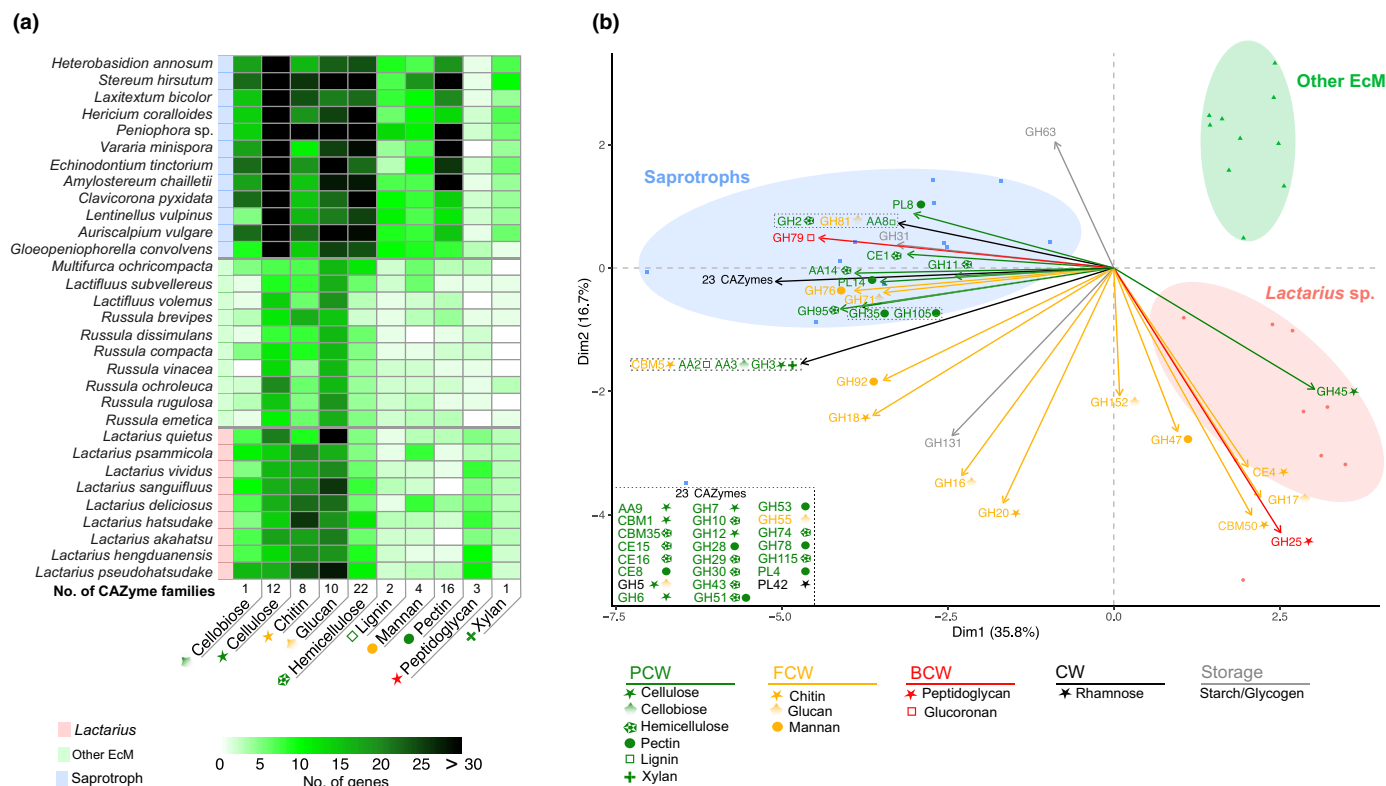 (a)
Heterobasidion annosum
Stereum hirsutum
Laxitextum bicolor
Hericium coralloides
Peniophora sp.
Vararia minispora
Echinodontium tinctorium
Amylostereum chailletii
Clavicorona pyxidata
Lentinellus vulpinus
Auriscalpium vulgare
Gloeopeniophorella convolvens
Multifurca ochricompacta
Lactifluus subvellereus
Lactifluus volemus
Russula brevipes
Russula dissimulans
Russula compacta
Russula vinacea
Russula ochroleuca
Russula rugulosa
Russula emetica
Lactarius quietus
Lactarius psammicola
Lactarius vividus
Lactarius sanguifluus
Lactarius deliciosus
Lactarius hatsudake
Lactarius akahatsu
Lactarius hengduanensis
Lactarius pseudohatsudake
No. of CAZyme families 1 12 8 10 22 2 4 16 3 1
Cellobiose
Cellulose
Chitin
Glucan
Hemicellulose
Lignin
Mannan
Pectin
Peptidoglycan
Xylan
Lactarius
Other EcM
Saprotroph
0 5 10 15 20 25 > 30
No. of genes
(b)
Other EcM
Saprotrophs
Lactarius sp.
GH63
PL8
GH2 GH81 AA8
GH79
GH31
CE1
GH11
AA14
23 CAZymes
PL14
GH76
GH71
GH95
GH35 GH105
CBM5 AA2 AA3 GH3
GH92
GH18
GH131
GH16
GH20
GH152
GH47
GH45
CE4
GH17
CBM50
GH25
23 CAZymes
AA9 GH7 GH53
CBM1 GH10 GH55
CBM35 GH12 GH74
CE15 GH28 GH78
CE16 GH29 GH115
CE8 GH30 PL4
GH5 GH43 PL42
GH6 GH51
2
0
−2
−4
Dim2 (16.7%)
−7.5 −5.0 −2.5 0.0 2.5
Dim1 (35.8%)
PCW
Cellulose
Cellobiose
Hemicellulose
Pectin
Lignin
Xylan
FCW
Chitin
Glucan
Mannan
BCW
Peptidoglycan
Glucoronan
CW
Rhamnose
Storage
Starch/Glycogen